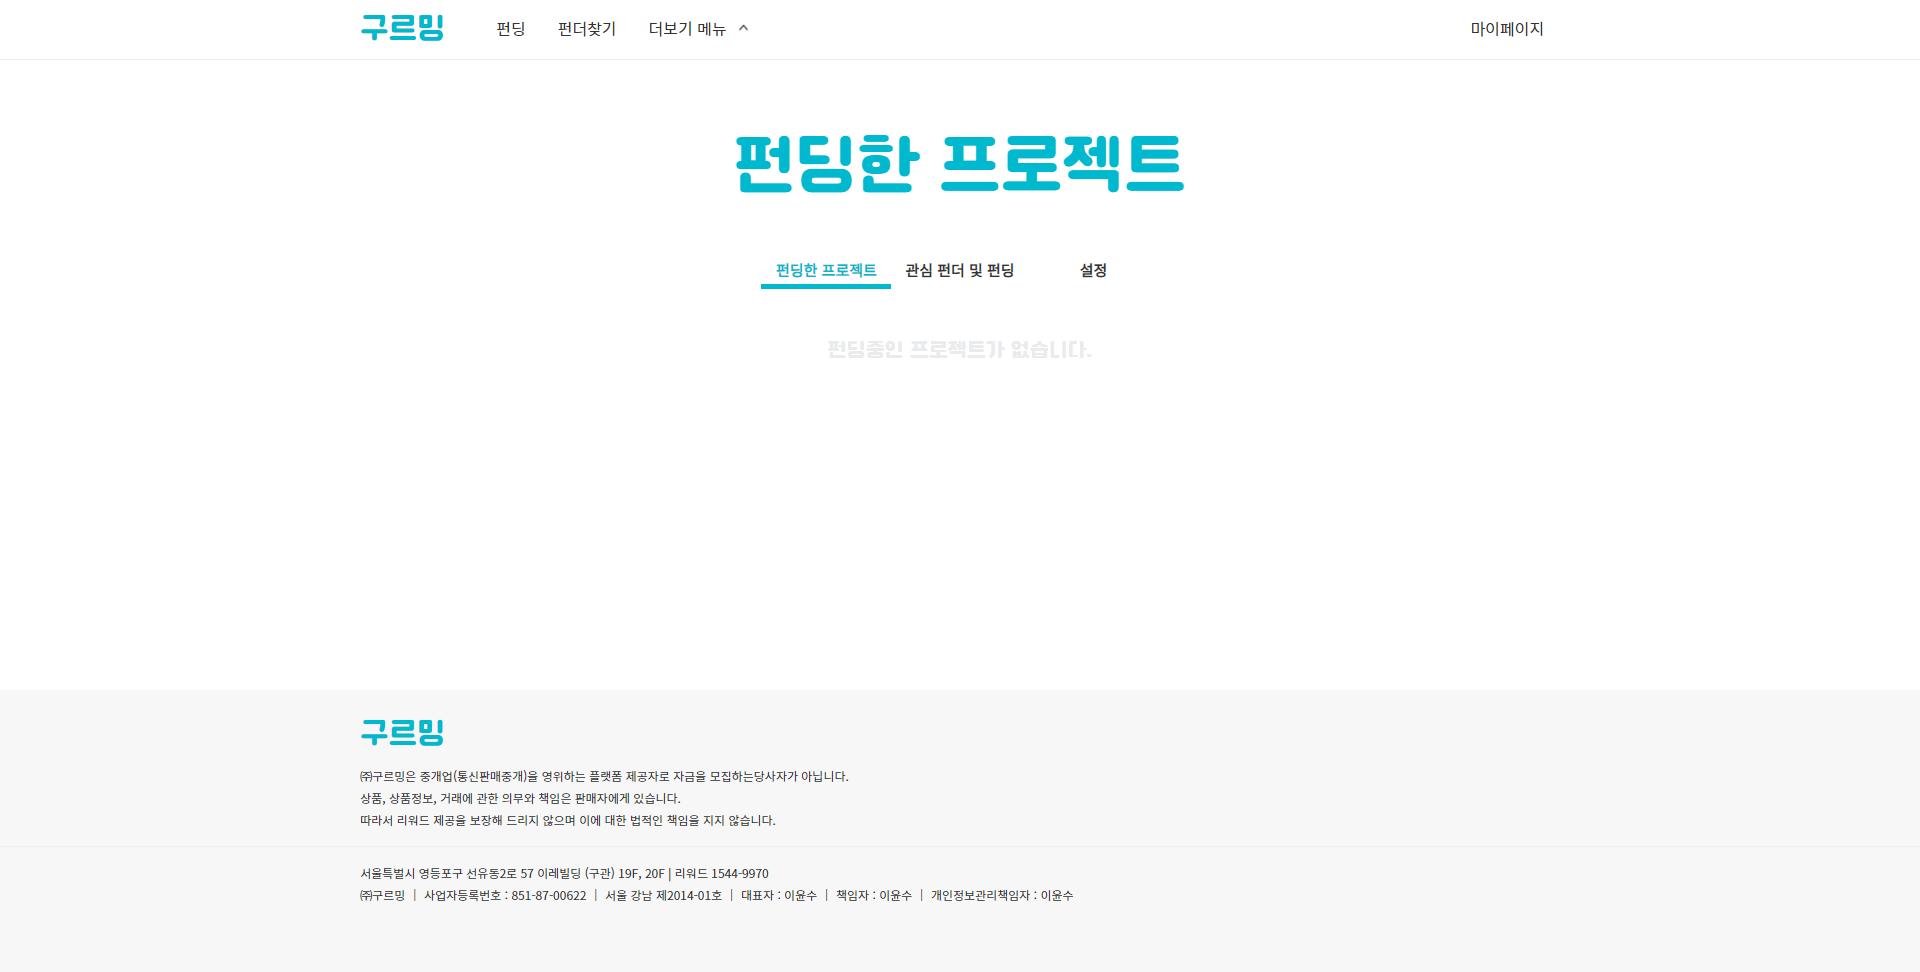 구르밍 펀딩 펀더찾기 더보기 메뉴 마이페이지
펀딩한 프로젝트
펀딩한 프로젝트 관심 펀더 및 펀딩 설정
펀딩중인 프로젝트가 없습니다.
구르밍
㈜구르밍은 중개업(통신판매중개)을 영위하는 플랫폼 제공자로 자금을 모집하는당사자가 아닙니다.
상품, 상품정보, 거래에 관한 의무와 책임은 판매자에게 있습니다.
따라서 리워드 제공을 보장해 드리지 않으며 이에 대한 법적인 책임을 지지 않습니다.
서울특별시 영등포구 선유동2로 57 이레빌딩 (구관) 19F, 20F | 리워드 1544-9970
㈜구르밍 | 사업자등록번호 : 851-87-00622 | 서울 강남 제2014-01호 | 대표자 : 이윤수 | 책임자 : 이윤수 | 개인정보관리책임자 : 이윤수